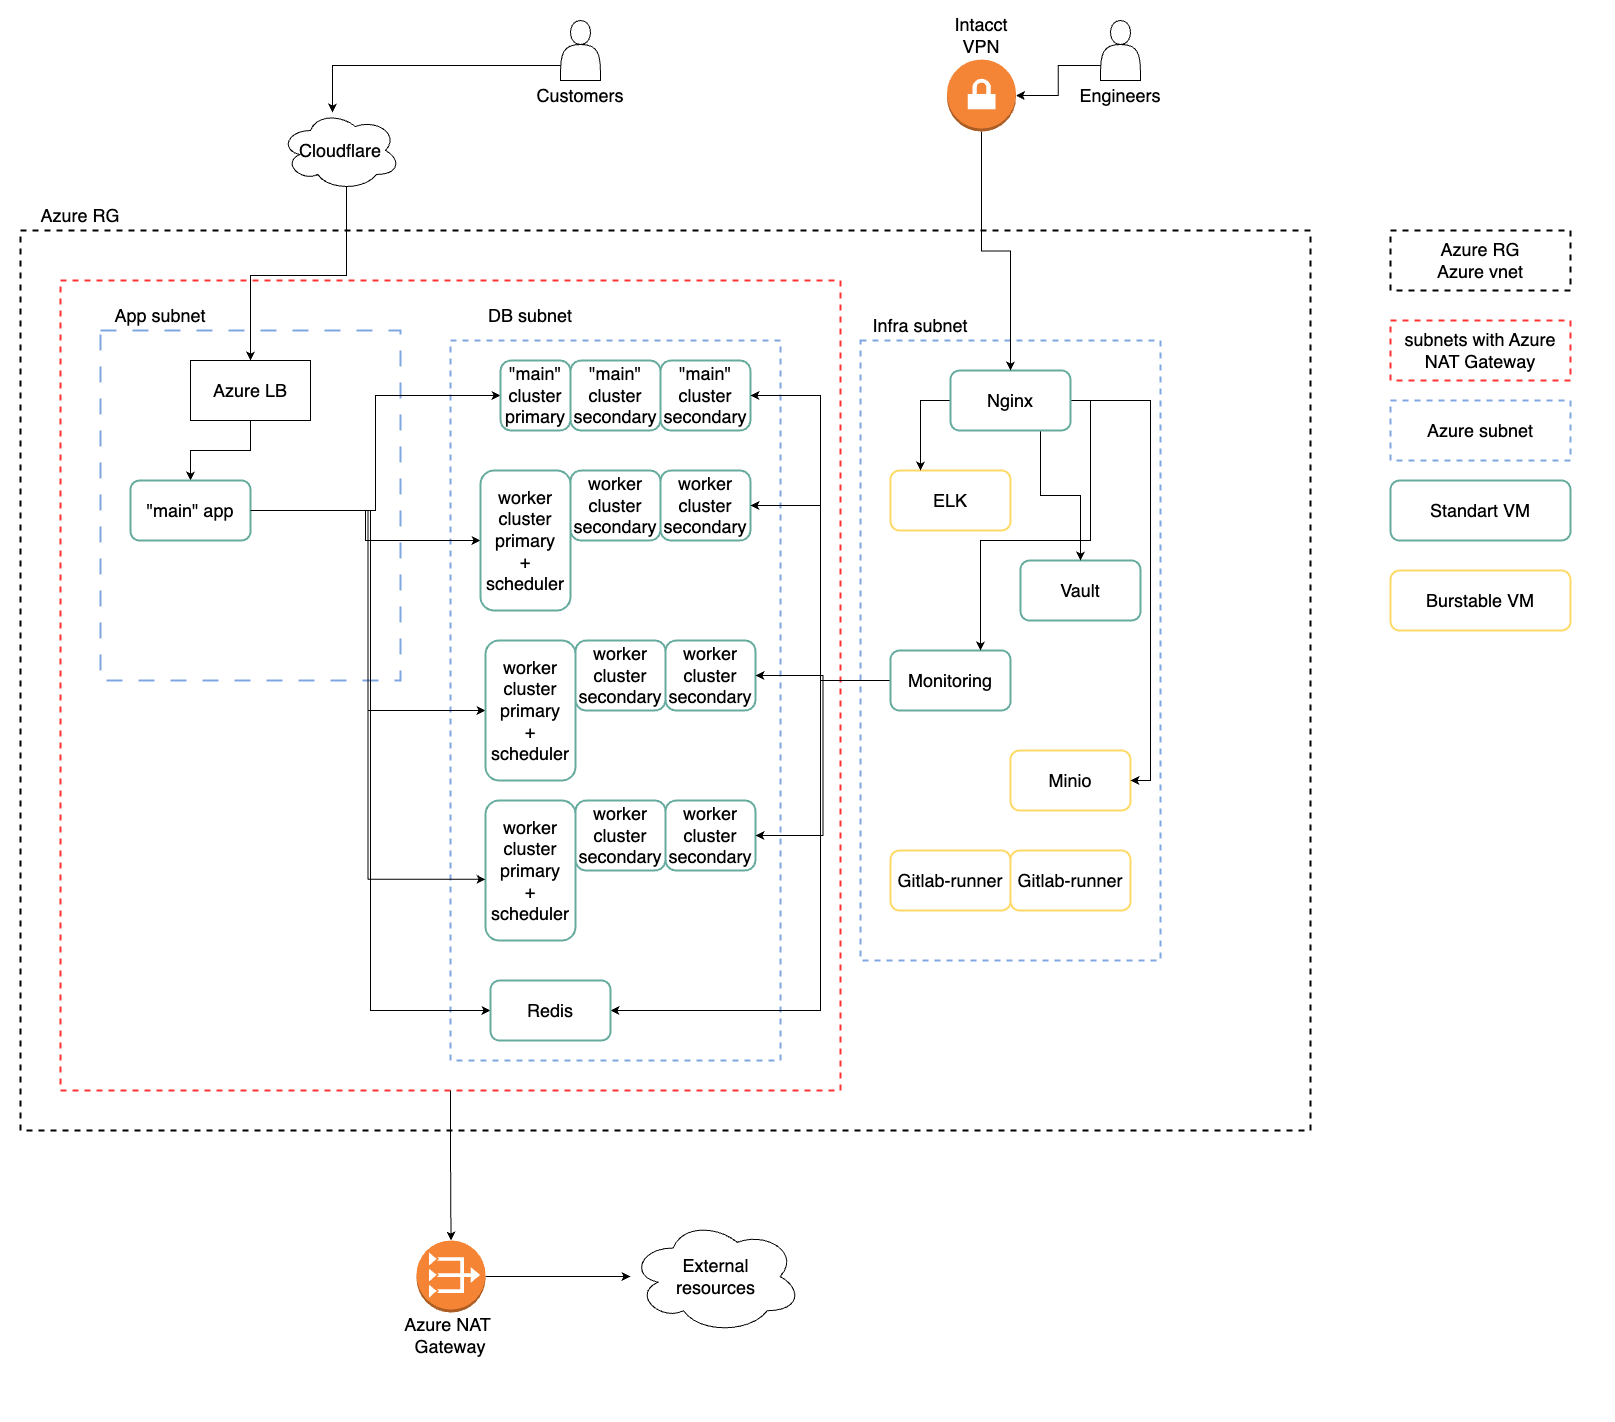 Intacct
VPN
Customers
Engineers
Cloudflare
Azure RG
Azure RG
Azure vnet
App subnet
DB subnet
Infra subnet
subnets with Azure
NAT Gateway
Azure LB
"main"
cluster
primary
"main"
cluster
secondary
"main"
cluster
secondary
Nginx
Azure subnet
"main" app
worker
cluster
primary
+
scheduler
worker
cluster
secondary
worker
cluster
secondary
ELK
Standart VM
Vault
Burstable VM
worker
cluster
primary
+
scheduler
worker
cluster
secondary
worker
cluster
secondary
Monitoring
Minio
worker
cluster
primary
+
scheduler
worker
cluster
secondary
worker
cluster
secondary
Gitlab-runner
Gitlab-runner
Redis
External
resources
Azure NAT
Gateway